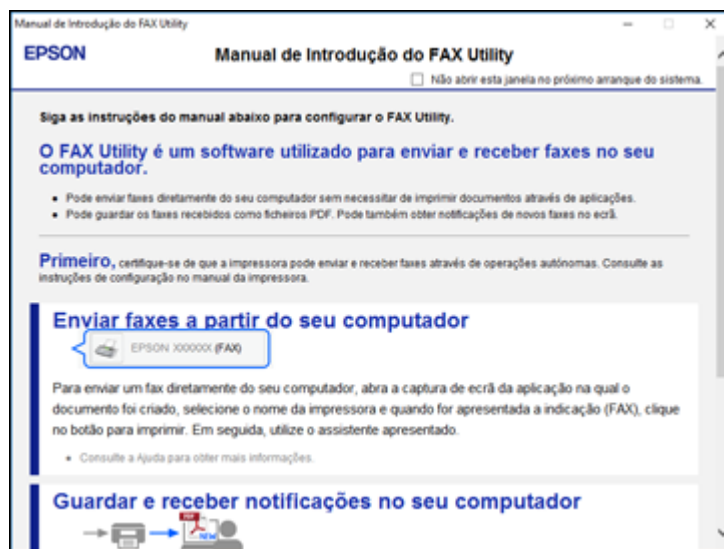 Manual de Introdução do FAX Utility
EPSON
Manual de Introdução do FAX Utility
Não abrir esta janela no próximo arranque do sistema.
Siga as instruções do manual abaixo para configurar o FAX Utility.
O FAX Utility é um software utilizado para enviar e receber faxes no seu
computador.
• Pode enviar faxes diretamente do seu computador sem necessitar de imprimir documentos através de aplicações.
• Pode guardar os faxes recebidos como ficheiros PDF. Pode também obter notificações de novos faxes no ecrã.
Primeiro, certifique-se de que a impressora pode enviar e receber faxes através de operações autónomas. Consulte as
instruções de configuração no manual da impressora.
Enviar faxes a partir do seu computador
EPSON XXXXXX (FAX)
Para enviar um fax diretamente do seu computador, abra a captura de ecrã da aplicação na qual o
documento foi criado, selecione o nome da impressora e quando for apresentada a indicação (FAX), clique
no botão para imprimir. Em seguida, utilize o assistente apresentado.
• Consulte a Ajuda para obter mais informações.
Guardar e receber notificações no seu computador
PDF
NEW